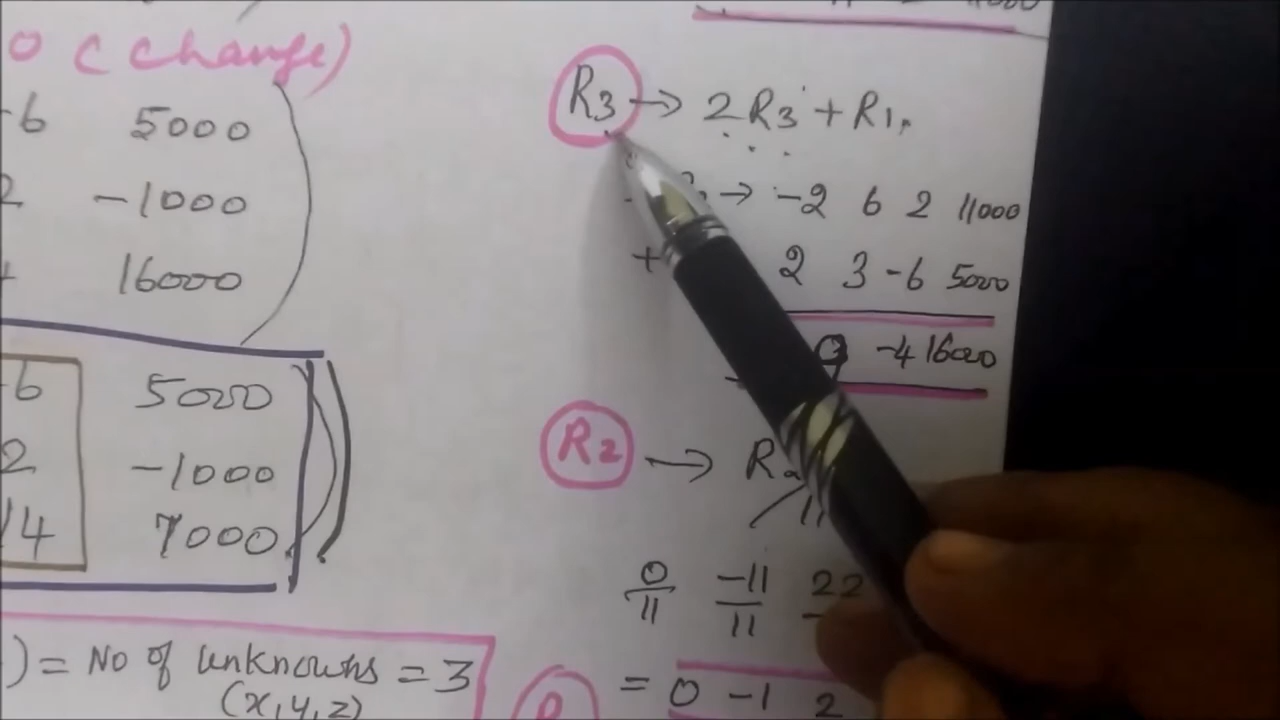 0 (change)
-6 5000
2 -1000
16000
-6 5000
2 -1000
14 7000
) = No of unknowns = 3
(x,y,z)
R3 → 2R3 + R1
→ -2 6 2 11000
+ 2 3 -6 5000
-4 16000
R2 →
11
0/11 -11/11 22
= 0 -1 2